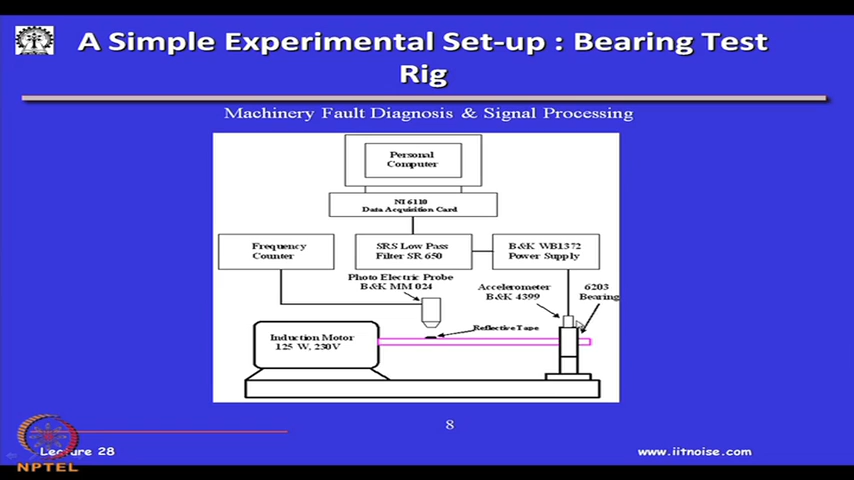 A Simple Experimental Set-up : Bearing Test
Rig
Machinery Fault Diagnosis & Signal Processing
Personal
Computer
NI 6110
Data Acquisition Card
Frequency
Counter
SRS Low Pass
Filter SR 650
B&K WB1372
Power Supply
Photo Electric Probe
B&K MM 024
Accelerometer
B&K 4399
6203
Bearing
Reflective Tape
Induction Motor
125 W, 230V
8
Lecture 28
www.iitnoise.com
NPTEL